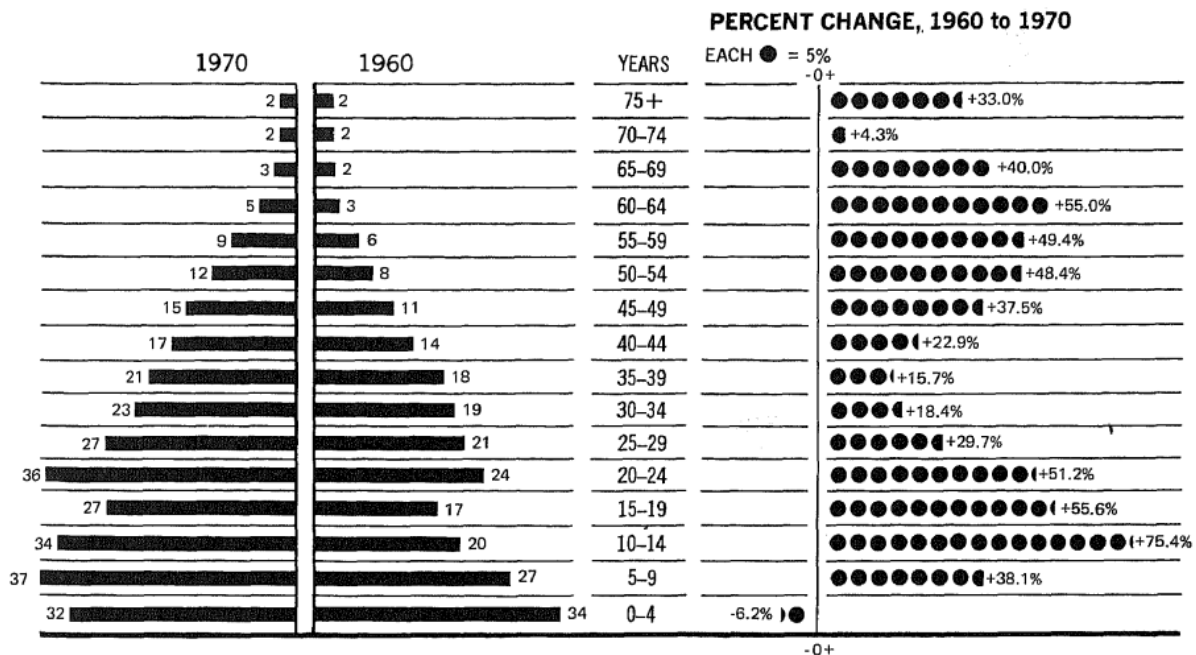 PERCENT CHANGE, 1960 to 1970
1970 1960 YEARS EACH ● = 5%
-0+
2 2 75+ +33.0%
2 2 70–74 +4.3%
3 2 65–69 +40.0%
5 3 60–64 +55.0%
9 6 55–59 +49.4%
12 8 50–54 +48.4%
15 11 45–49 +37.5%
17 14 40–44 +22.9%
21 18 35–39 +15.7%
23 19 30–34 +18.4%
27 21 25–29 +29.7%
36 24 20–24 +51.2%
27 17 15–19 +55.6%
34 20 10–14 +75.4%
37 27 5–9 +38.1%
32 34 0–4 -6.2%
-0+